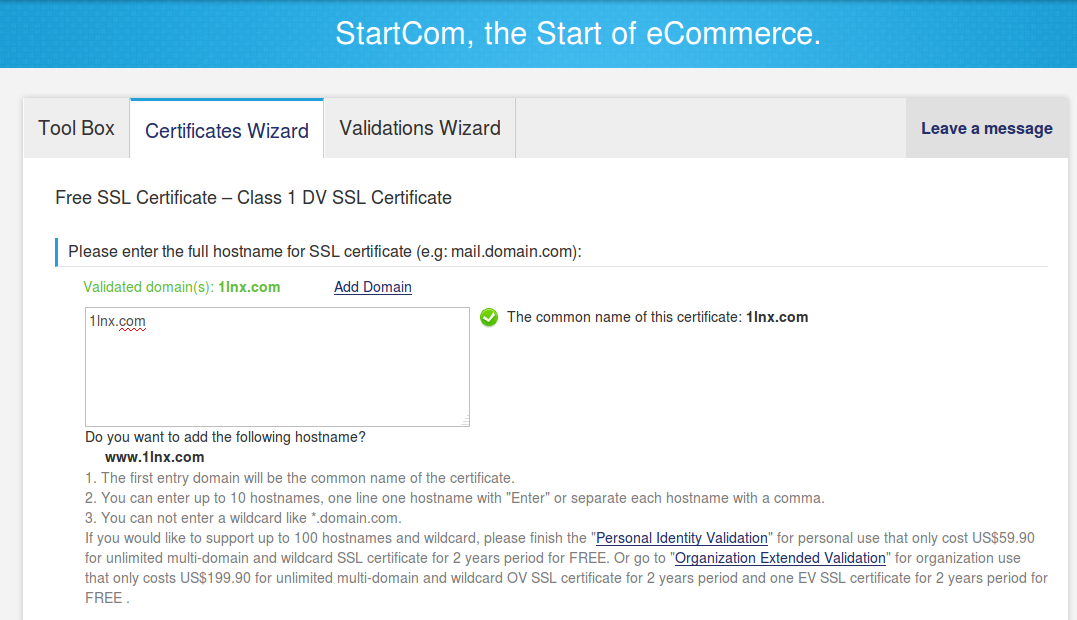 StartCom, the Start of eCommerce.
Tool Box
Certificates Wizard
Validations Wizard
Leave a message
Free SSL Certificate – Class 1 DV SSL Certificate
Please enter the full hostname for SSL certificate (e.g: mail.domain.com):
Validated domain(s): 1lnx.com Add Domain
1lnx.com
The common name of this certificate: 1lnx.com
Do you want to add the following hostname?
www.1lnx.com
1. The first entry domain will be the common name of the certificate.
2. You can enter up to 10 hostnames, one line one hostname with "Enter" or separate each hostname with a comma.
3. You can not enter a wildcard like *.domain.com.
If you would like to support up to 100 hostnames and wildcard, please finish the "Personal Identity Validation" for personal use that only cost US$59.90
for unlimited multi-domain and wildcard SSL certificate for 2 years period for FREE. Or go to "Organization Extended Validation" for organization use
that only costs US$199.90 for unlimited multi-domain and wildcard OV SSL certificate for 2 years period and one EV SSL certificate for 2 years period for
FREE .